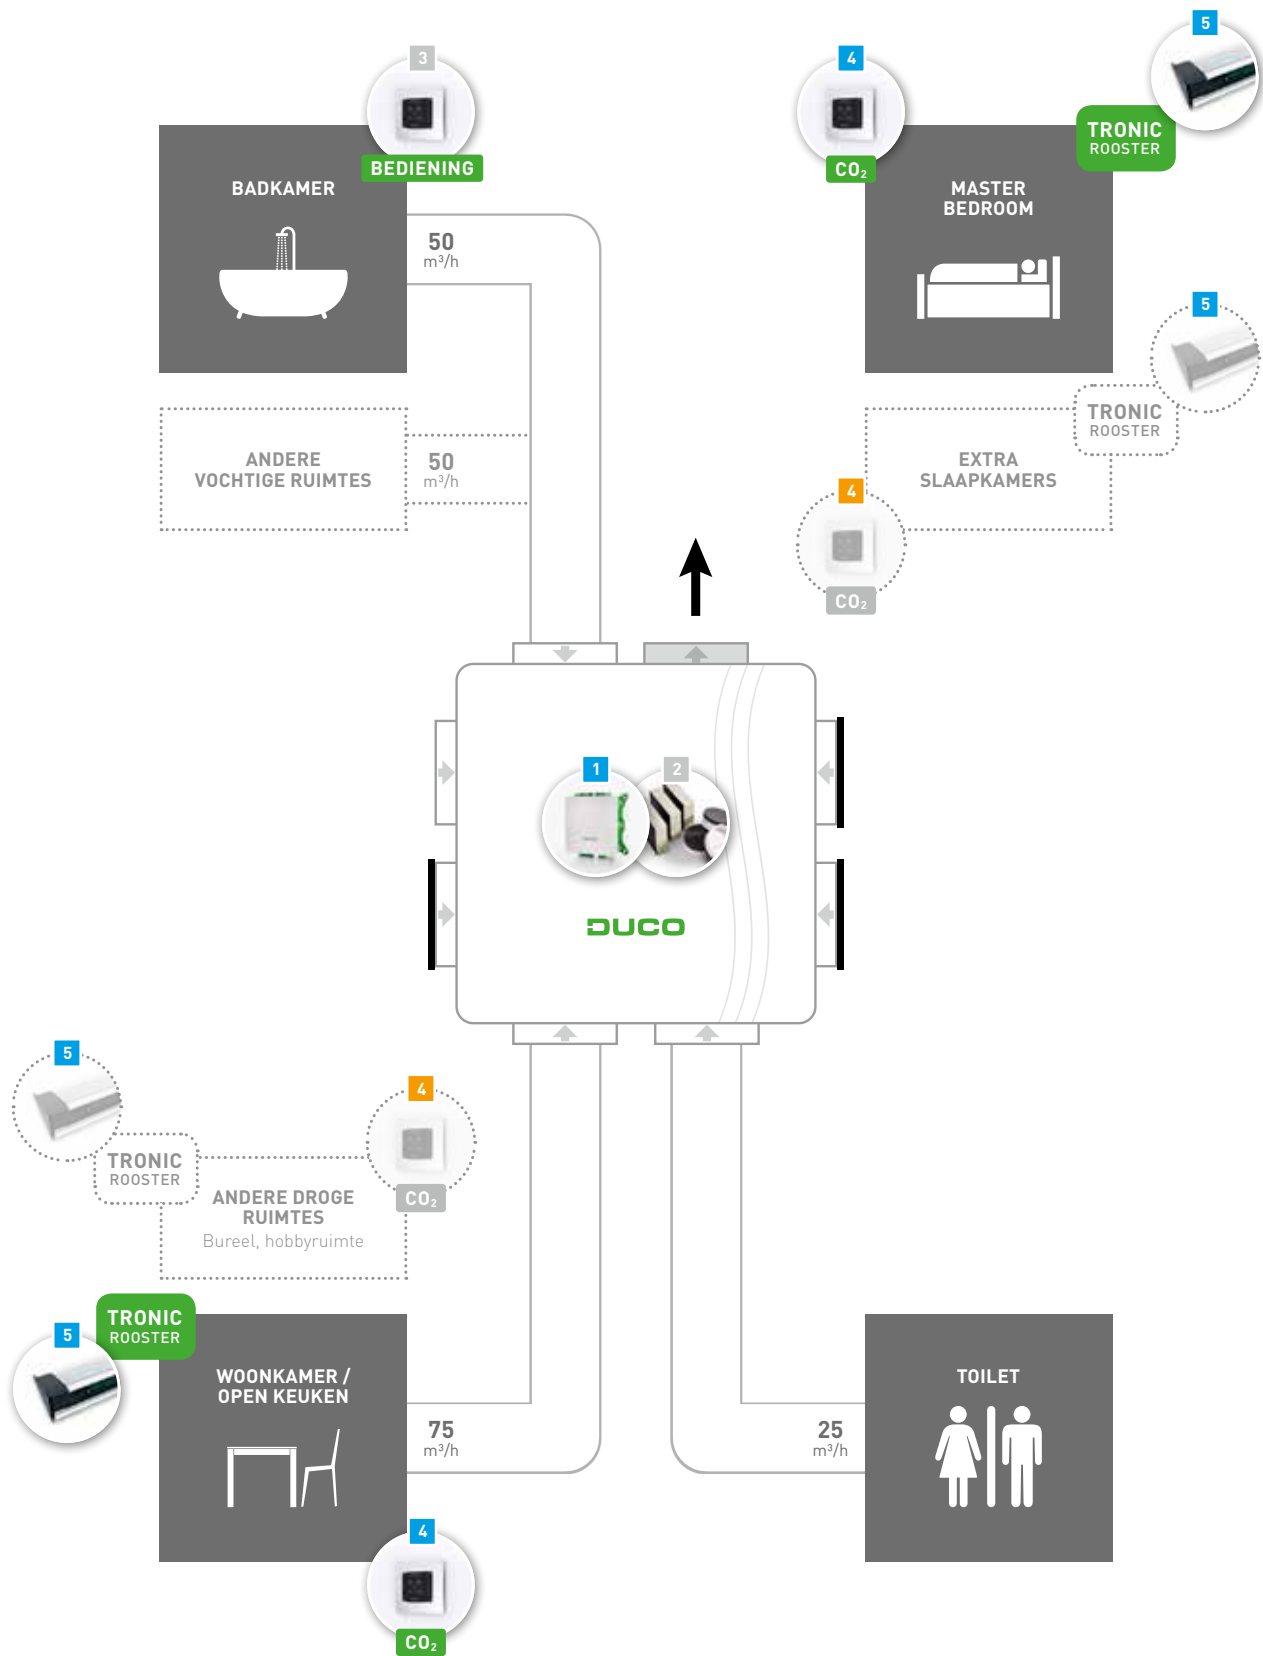 3
BEDIENING
BADKAMER
50
m³/h
4
CO₂
5
TRONIC
ROOSTER
MASTER
BEDROOM
ANDERE
VOCHTIGE RUIMTES
50
m³/h
5
TRONIC
ROOSTER
EXTRA
SLAAPKAMERS
4
CO₂
1
2
DUCO
5
TRONIC
ROOSTER
4
CO₂
ANDERE DROGE
RUIMTES
Bureel, hobbyruimte
TRONIC
ROOSTER
5
WOONKAMER /
OPEN KEUKEN
75
m³/h
4
CO₂
25
m³/h
TOILET